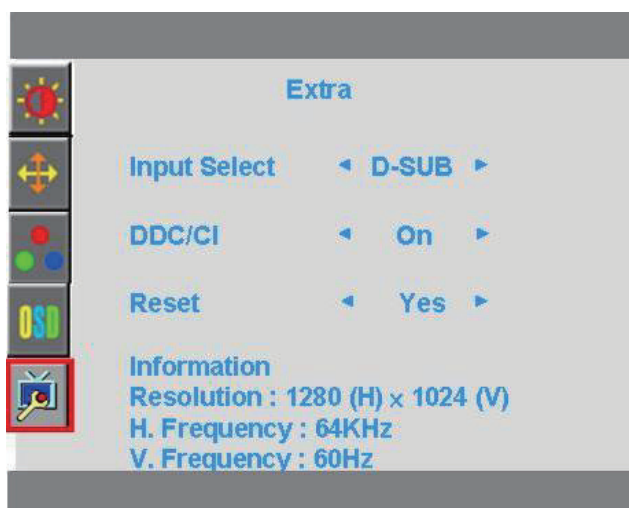 Extra
Input Select ◄ D-SUB ►
DDC/CI ◄ On ►
Reset ◄ Yes ►
OSD
Information
Resolution : 1280 (H) × 1024 (V)
H. Frequency : 64KHz
V. Frequency : 60Hz